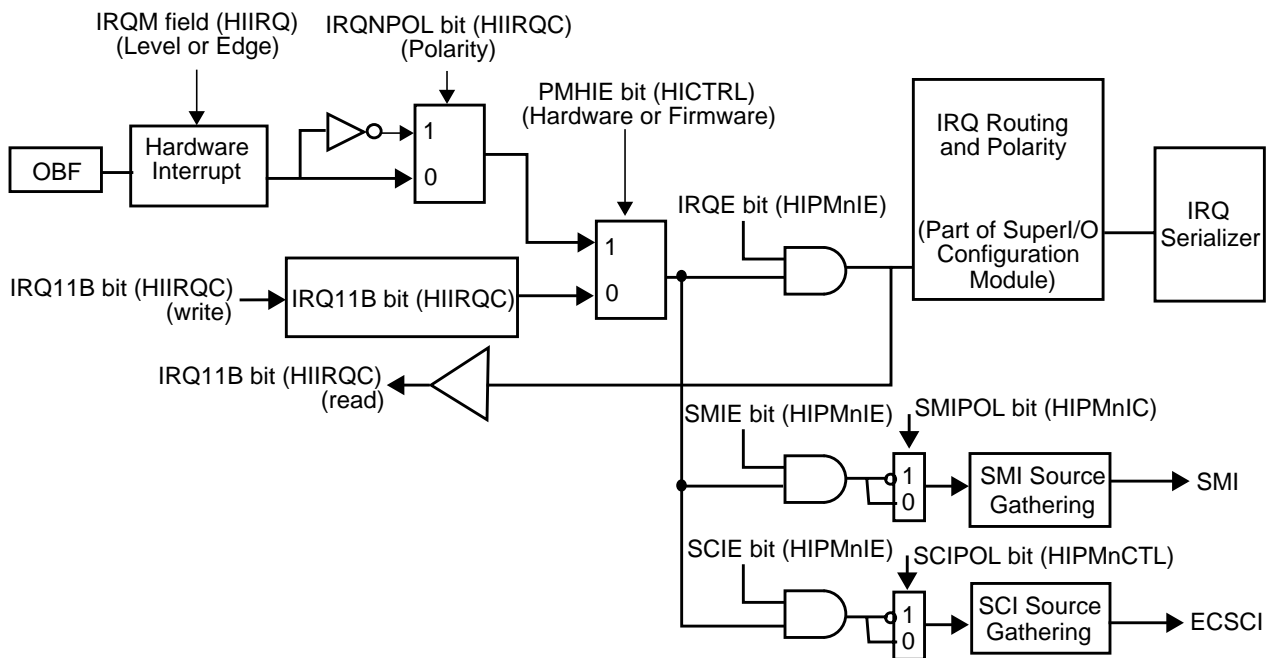 IRQM field (HIIRQ)
(Level or Edge)
IRQNPOL bit (HIIRQC)
(Polarity)
PMHIE bit (HICTRL)
(Hardware or Firmware)
OBF
Hardware
Interrupt
1
0
IRQE bit (HIPMnIE)
IRQ Routing
and Polarity
(Part of SuperI/O
Configuration
Module)
IRQ
Serializer
1
0
IRQ11B bit (HIIRQC)
(write)
IRQ11B bit (HIIRQC)
IRQ11B bit (HIIRQC)
(read)
SMIE bit (HIPMnIE)
SMIPOL bit (HIPMnIC)
1
0
SMI Source
Gathering
SMI
SCIE bit (HIPMnIE)
SCIPOL bit (HIPMnCTL)
1
0
SCI Source
Gathering
ECSCI